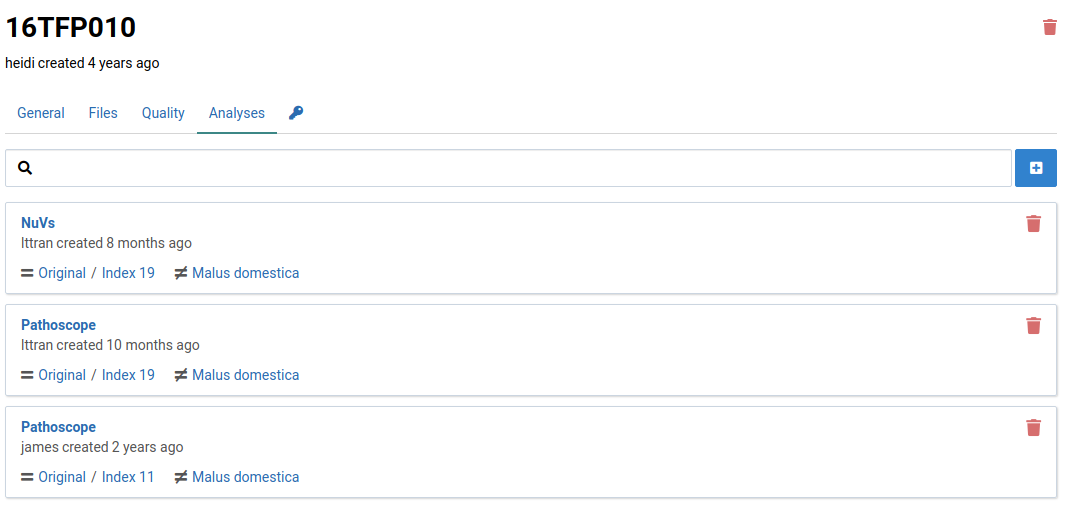 16TFP010
heidi created 4 years ago
General Files Quality Analyses
NuVs
lttran created 8 months ago
= Original / Index 19 ≠ Malus domestica
Pathoscope
lttran created 10 months ago
= Original / Index 19 ≠ Malus domestica
Pathoscope
james created 2 years ago
= Original / Index 11 ≠ Malus domestica